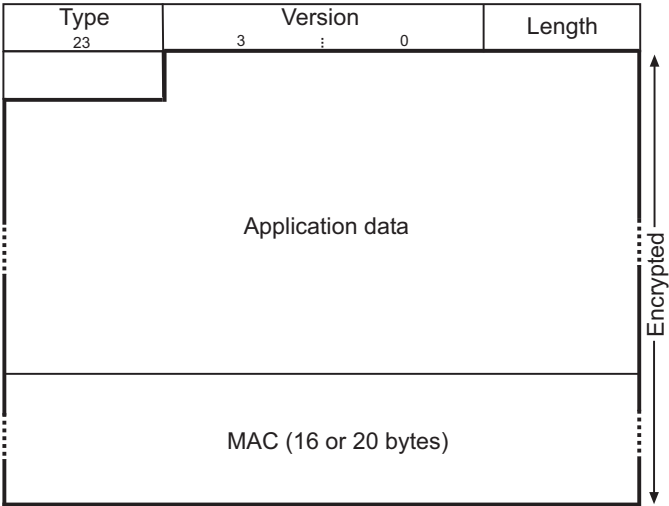 Type Version Length
23 3 0
Application data
Encrypted
MAC (16 or 20 bytes)